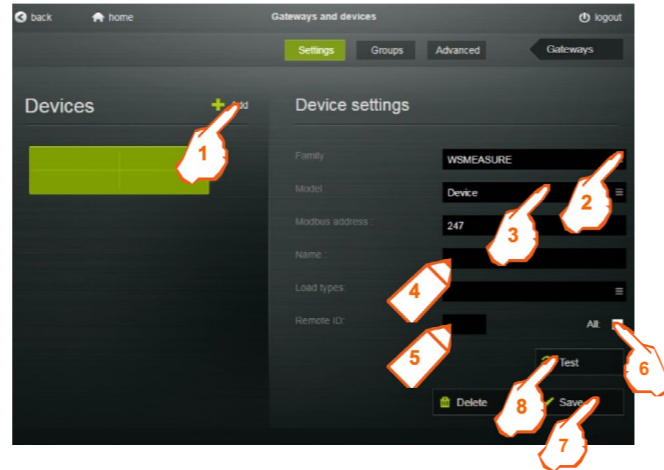 back home Gateways and devices logout
Settings Groups Advanced Gateways
Devices Add Device settings
1
Family WSMEASURE
2
Model Device
3
Modbus address : 247
Name :
4
Load types:
Remote ID: All:
5
6
Test
8
Delete Save
7